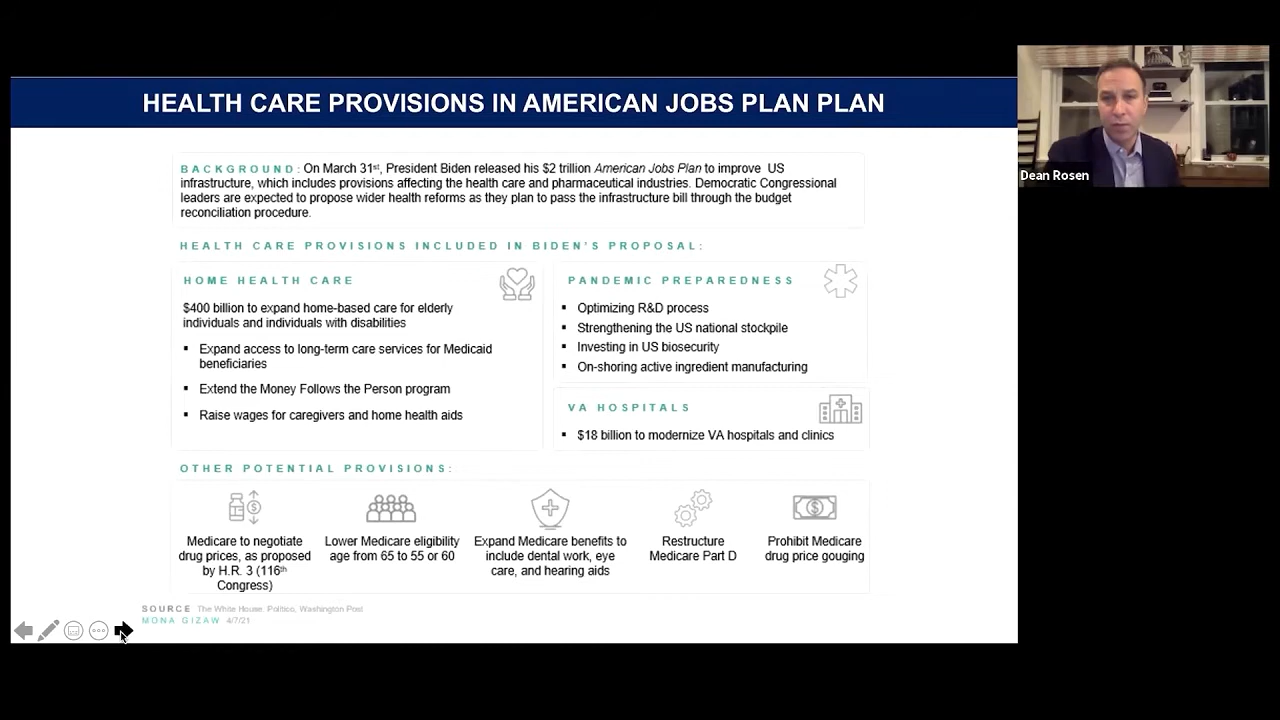 HEALTH CARE PROVISIONS IN AMERICAN JOBS PLAN PLAN
Dean Rosen
BACKGROUND: On March 31st, President Biden released his $2 trillion American Jobs Plan to improve US
infrastructure, which includes provisions affecting the health care and pharmaceutical industries. Democratic Congressional
leaders are expected to propose wider health reforms as they plan to pass the infrastructure bill through the budget
reconciliation procedure.
HEALTH CARE PROVISIONS INCLUDED IN BIDEN'S PROPOSAL:
HOME HEALTH CARE
$400 billion to expand home-based care for elderly
individuals and individuals with disabilities
▪ Expand access to long-term care services for Medicaid
beneficiaries
▪ Extend the Money Follows the Person program
▪ Raise wages for caregivers and home health aids
PANDEMIC PREPAREDNESS
▪ Optimizing R&D process
▪ Strengthening the US national stockpile
▪ Investing in US biosecurity
▪ On-shoring active ingredient manufacturing
VA HOSPITALS
▪ $18 billion to modernize VA hospitals and clinics
OTHER POTENTIAL PROVISIONS:
Medicare to negotiate
drug prices, as proposed
by H.R. 3 (116th
Congress)
Lower Medicare eligibility
age from 65 to 55 or 60
Expand Medicare benefits to
include dental work, eye
care, and hearing aids
Restructure
Medicare Part D
Prohibit Medicare
drug price gouging
SOURCE The White House. Politico, Washington Post
MONA GIZAW 4/7/21